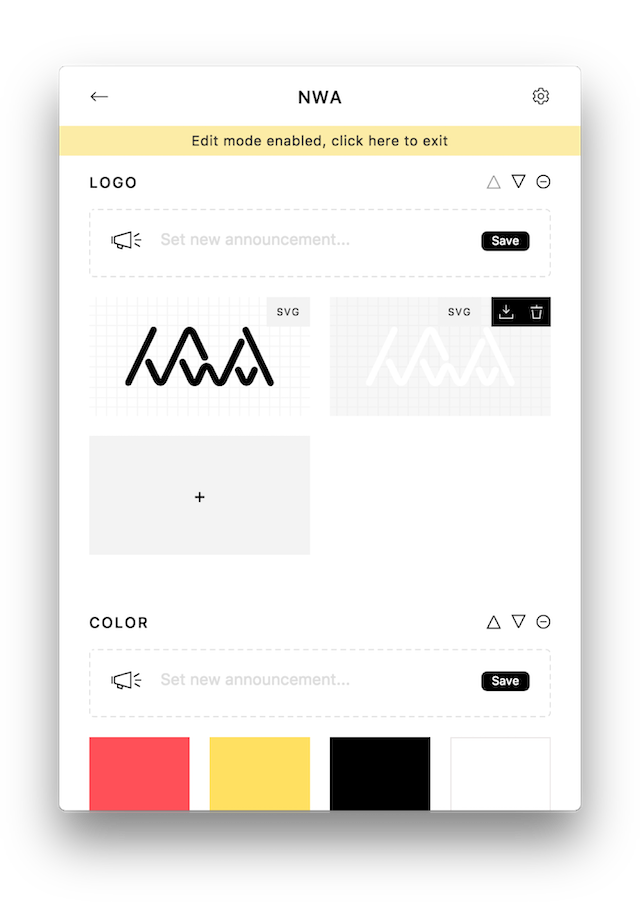 NWA
Edit mode enabled, click here to exit
LOGO
Set new announcement...
Save
SVG
SVG
+
COLOR
Set new announcement...
Save